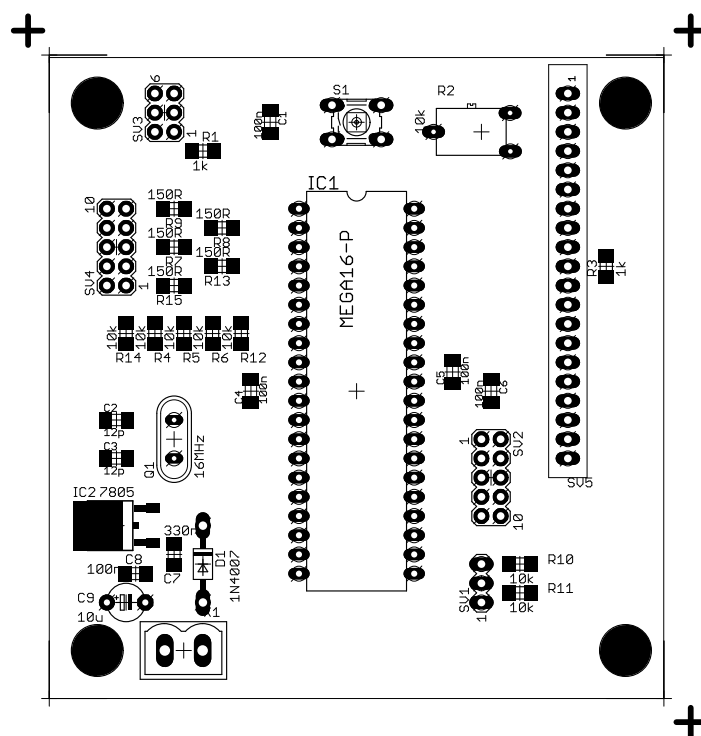 6
SV3
1
R1
1k
100n
C1
S1
R2
10k
1
IC1
MEGA16-P
10
SV4
1
150R
R9
150R
R8
150R
R7
150R
R13
150R
R15
R3
1k
10k
R14
10k
R4
10k
R5
10k
R6
10k
R12
C4
100n
C5
100n
100n
C6
C2
12p
C3
12p
Q1
16MHz
1
SV2
10
SV5
IC2
7805
330n
C7
D1
1N4007
100n
C8
C9
10u
X1
SV1
1
R10
10k
R11
10k